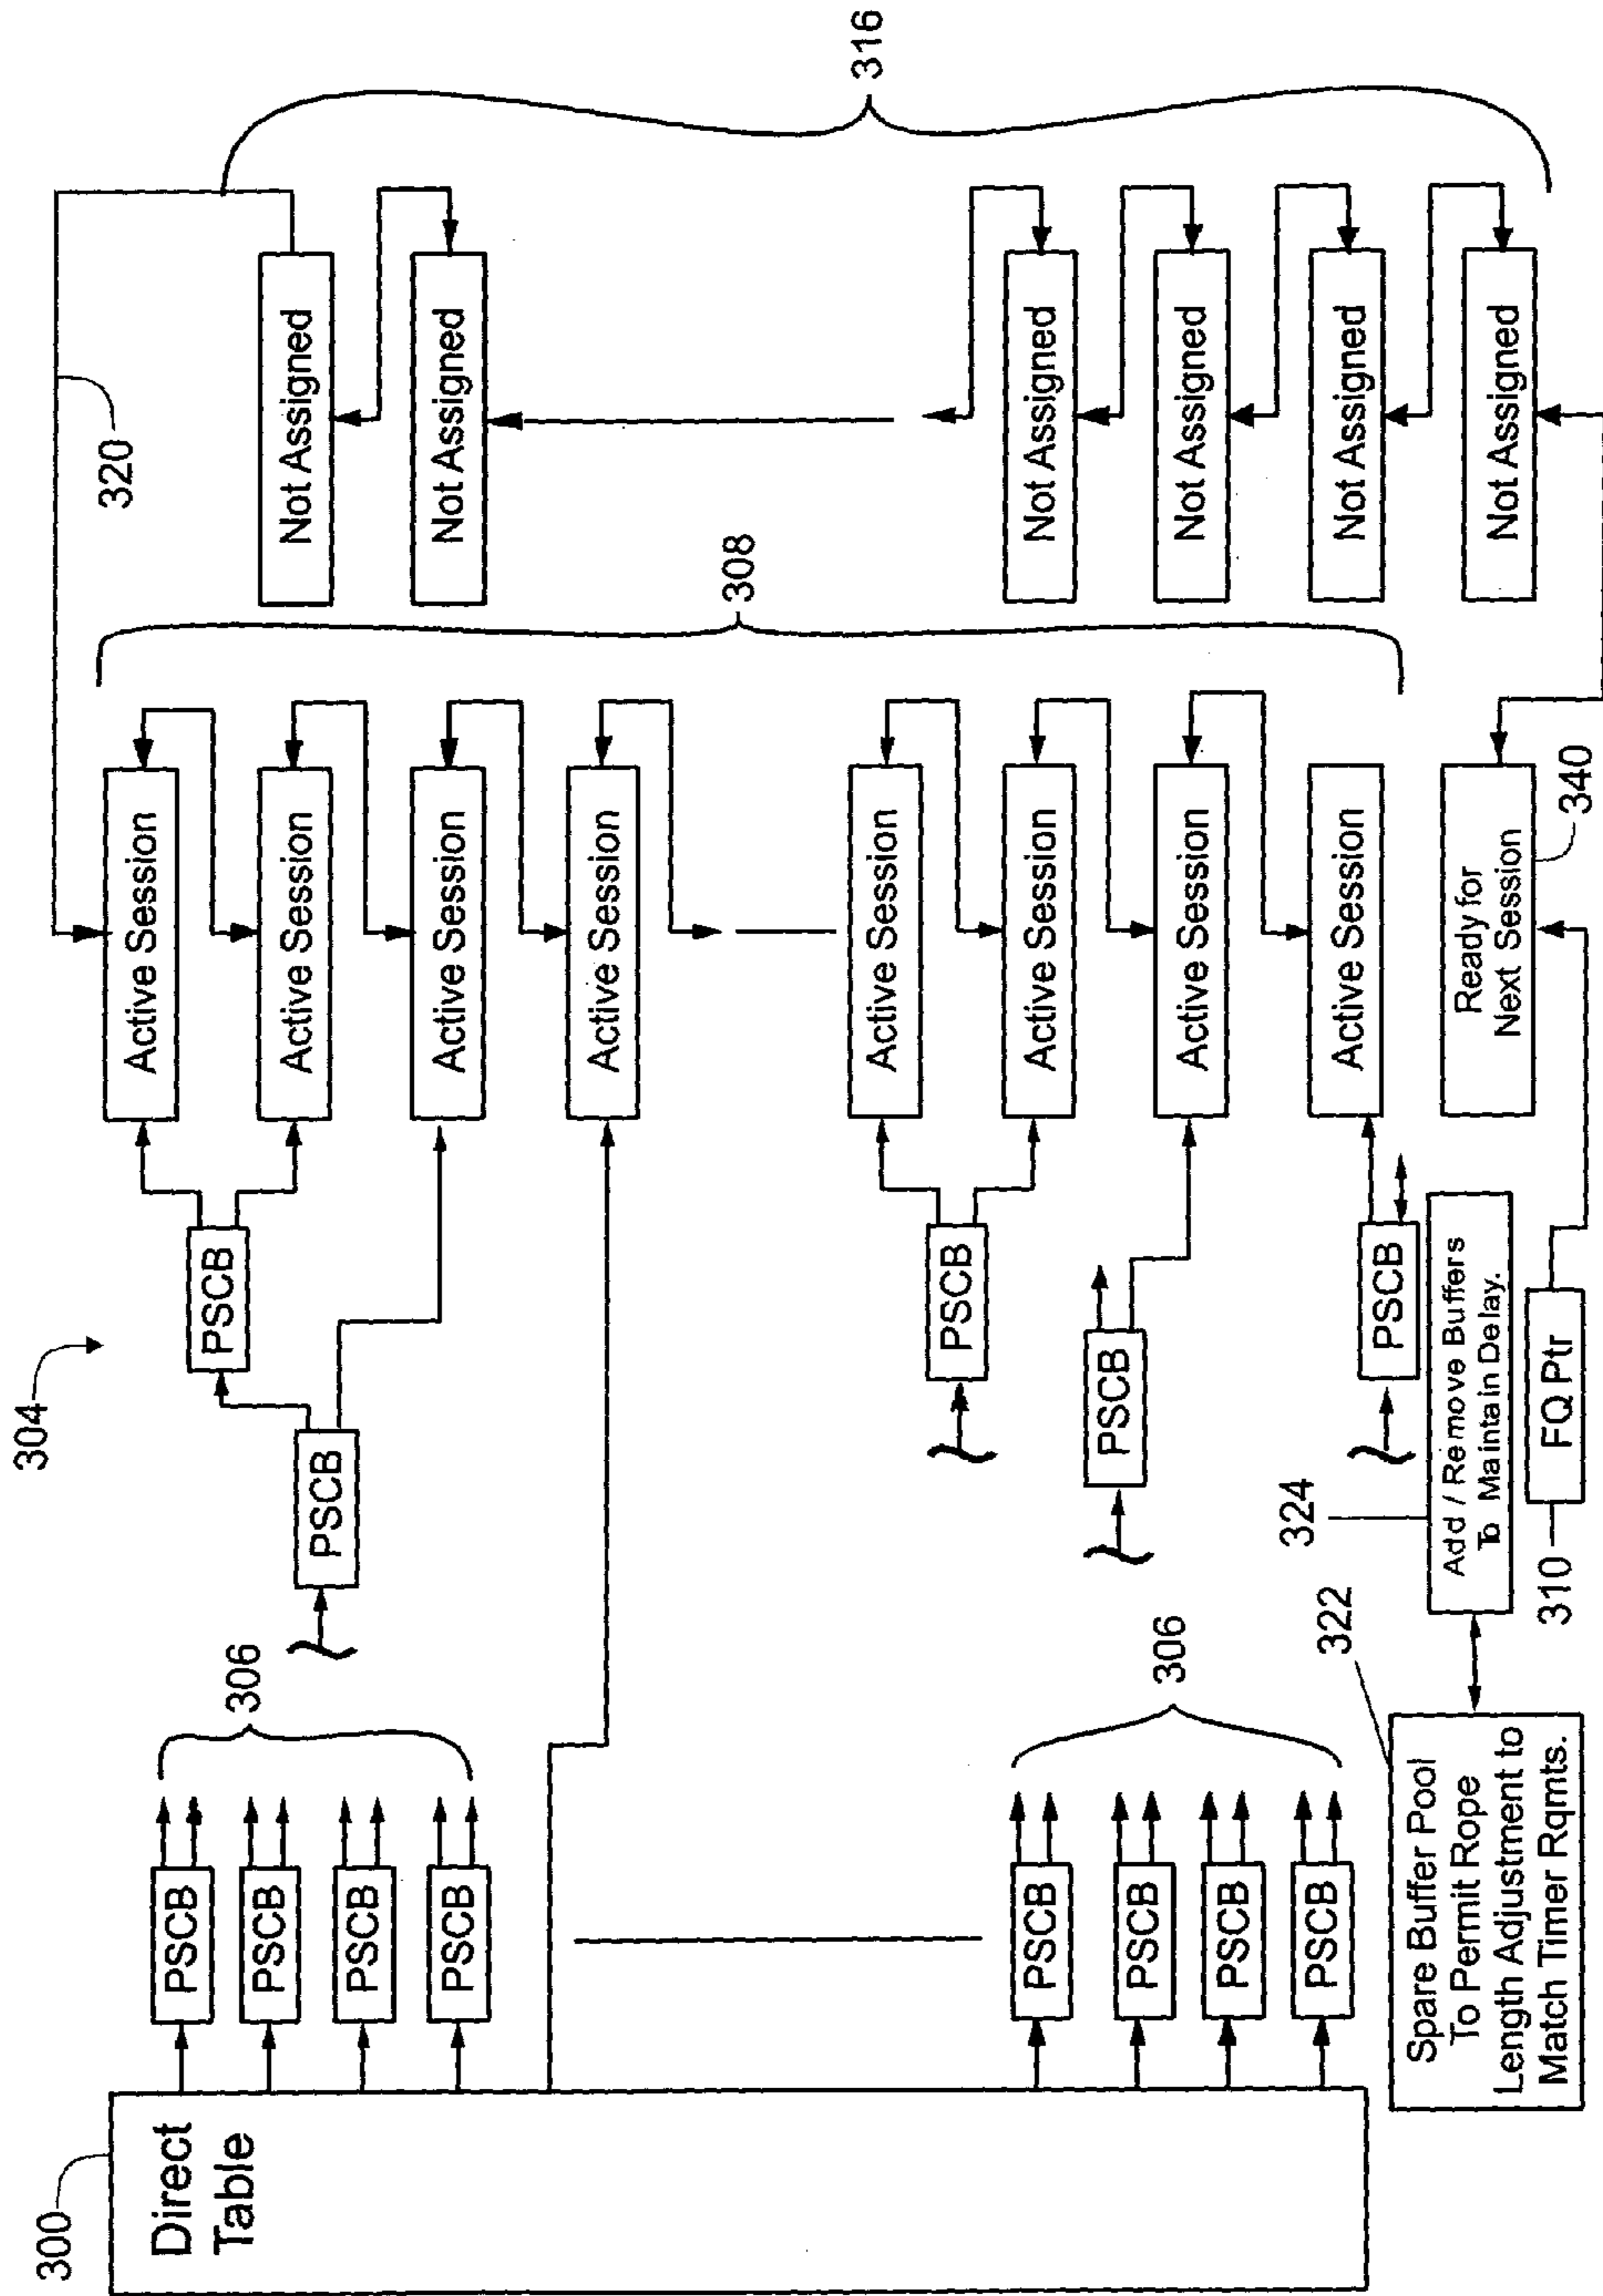 300
Direct
Table
PSCB
PSCB
PSCB
PSCB
306
PSCB
PSCB
PSCB
PSCB
306
304
PSCB
PSCB
PSCB
PSCB
PSCB
Active Session
Active Session
Active Session
Active Session
Active Session
Active Session
Active Session
Active Session
308
Ready for
Next Session
340
320
Not Assigned
Not Assigned
Not Assigned
Not Assigned
Not Assigned
Not Assigned
316
322
Spare Buffer Pool
To Permit Rope
Length Adjustment to
Match Timer Rqmts.
324
Add / Remove Buffers
To Maintain Delay.
310
FQ Ptr